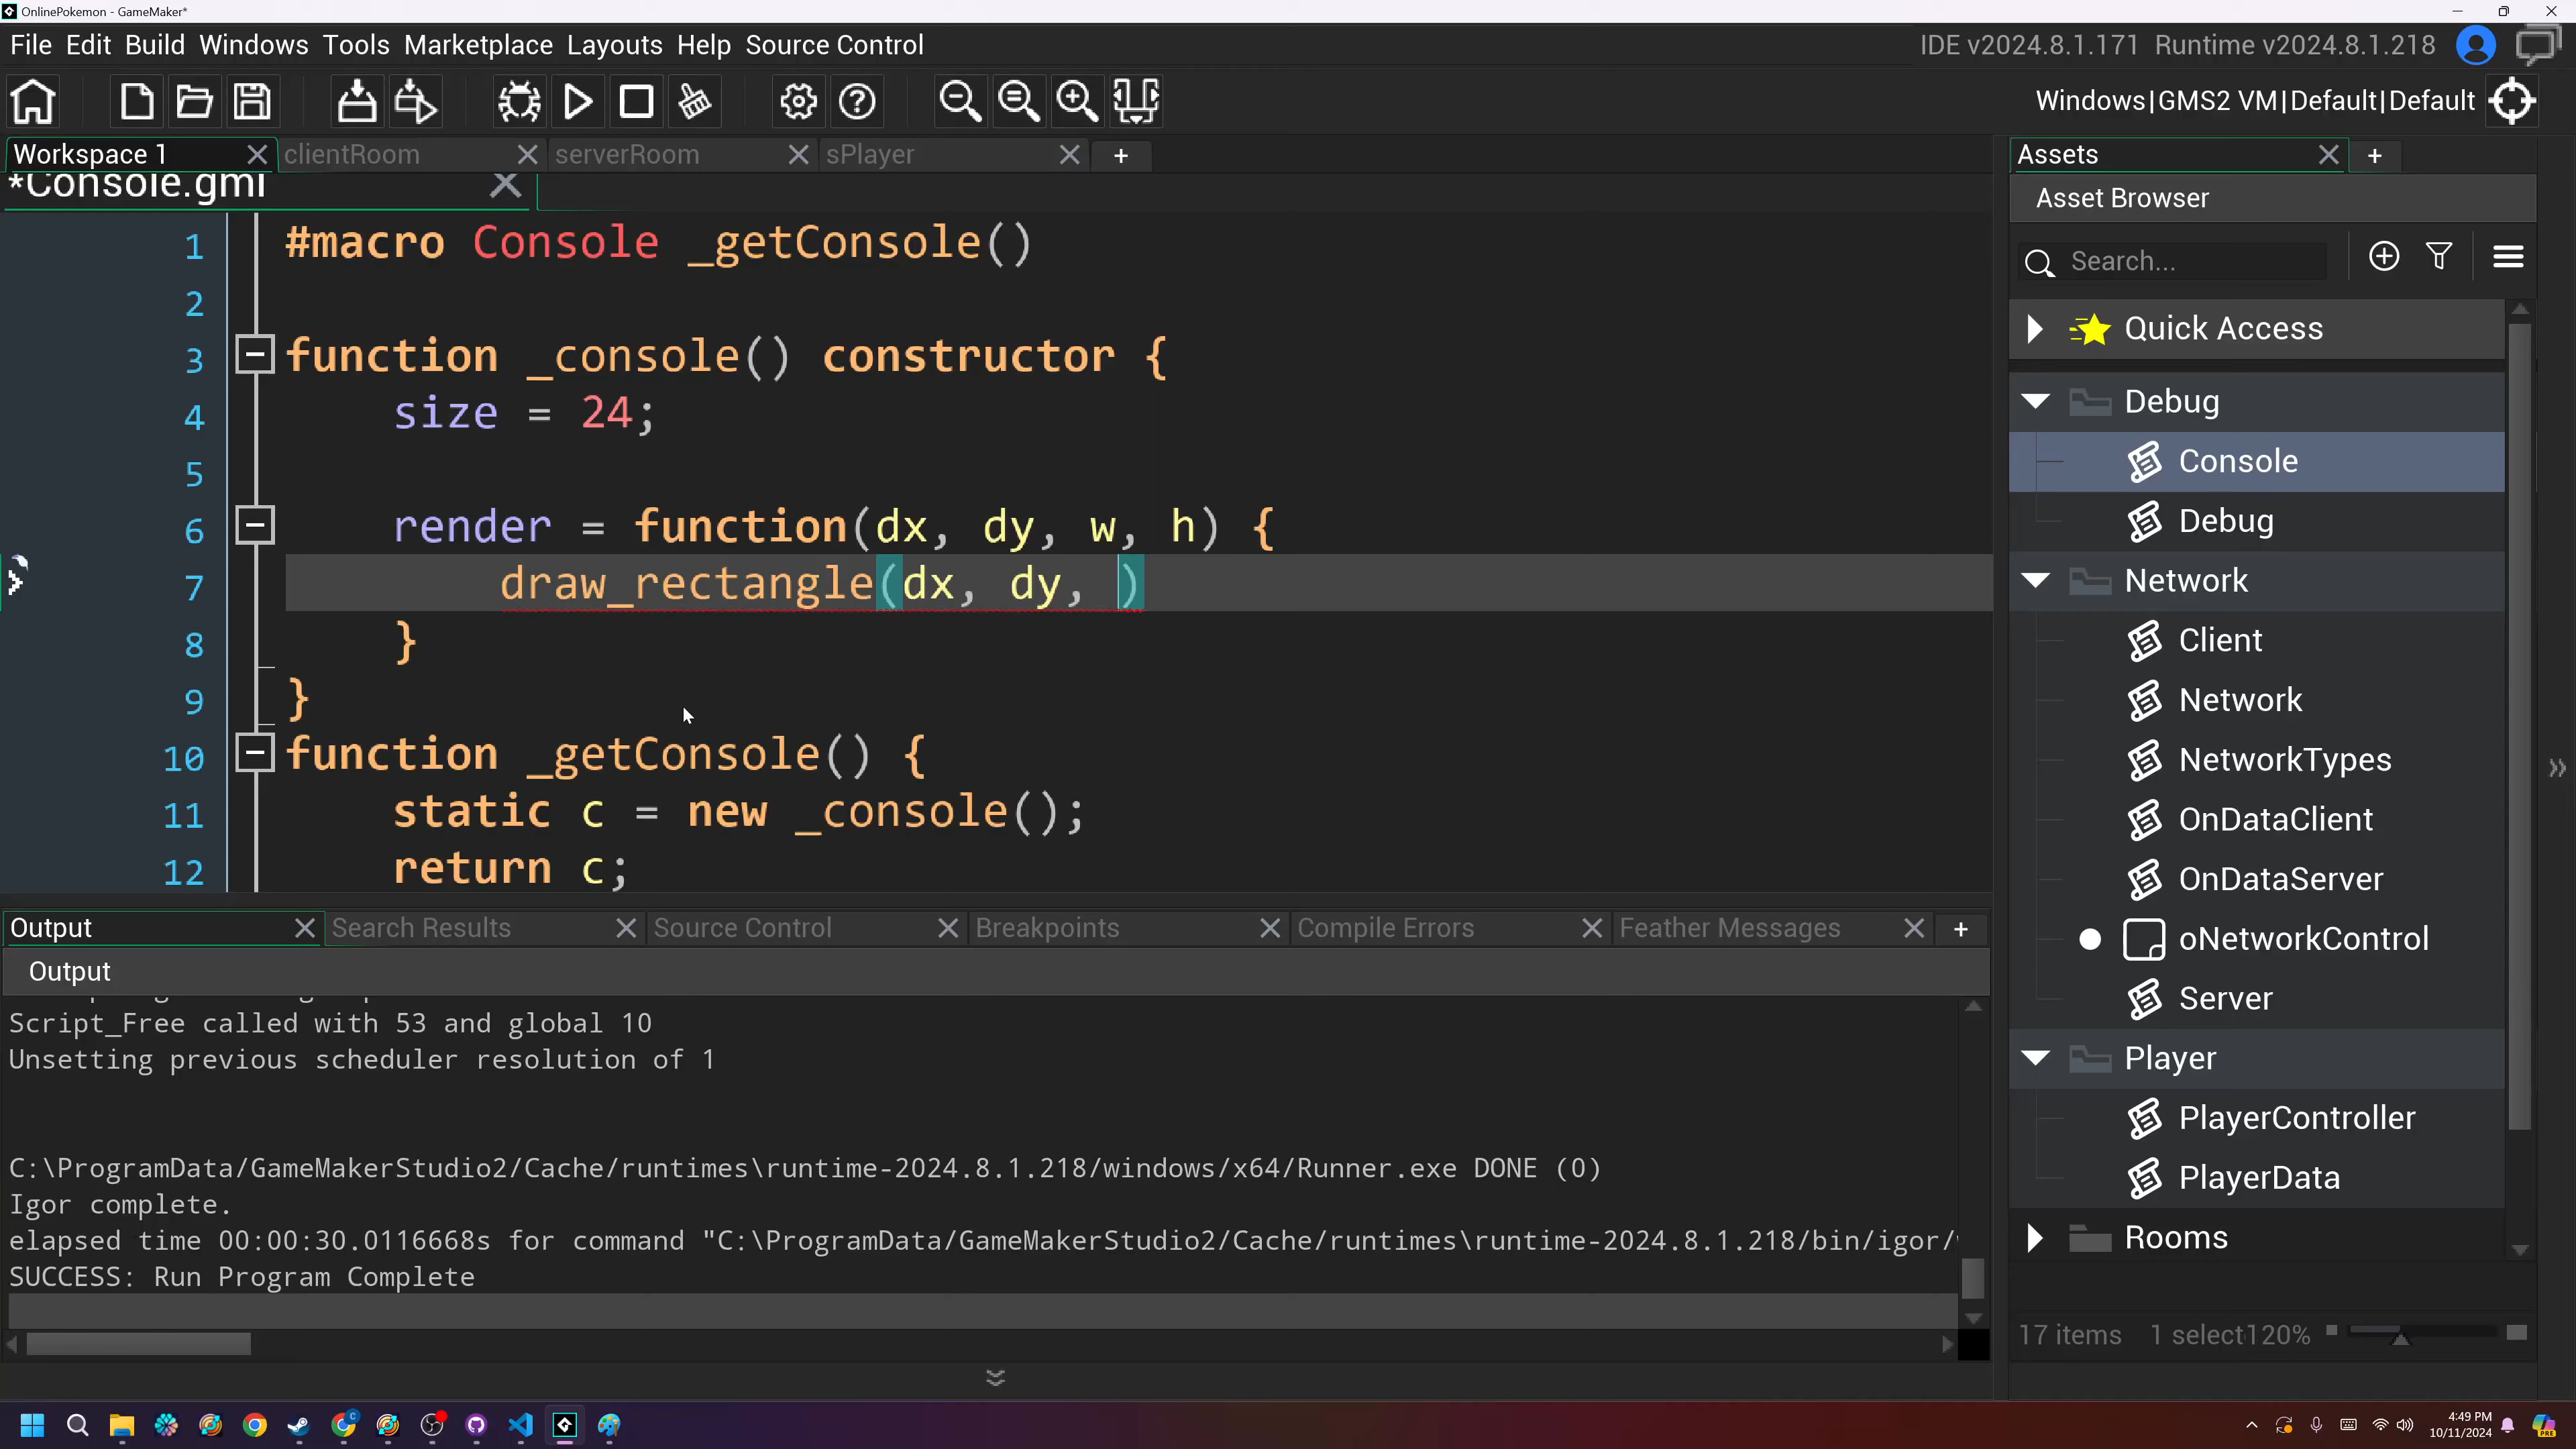 OnlinePokemon - GameMaker*
File Edit Build Windows Tools Marketplace Layouts Help Source Control
IDE v2024.8.1.171 Runtime v2024.8.1.218
Windows|GMS2 VM|Default|Default
Workspace 1
clientRoom
serverRoom
sPlayer
*Console.gml
1 #macro Console _getConsole()
2
3 function _console() constructor {
4 size = 24;
5
6 render = function(dx, dy, w, h) {
7 draw_rectangle(dx, dy, )
8 }
9 }
10 function _getConsole() {
11 static c = new _console();
12 return c;
Output
Search Results
Source Control
Breakpoints
Compile Errors
Feather Messages
Output
Script_Free called with 53 and global 10
Unsetting previous scheduler resolution of 1
C:\ProgramData/GameMakerStudio2/Cache/runtimes\runtime-2024.8.1.218/windows/x64/Runner.exe DONE (0)
Igor complete.
elapsed time 00:00:30.0116668s for command "C:\ProgramData/GameMakerStudio2/Cache/runtimes\runtime-2024.8.1.218/bin/igor/
SUCCESS: Run Program Complete
Assets
Asset Browser
Search...
Quick Access
Debug
Console
Debug
Network
Client
Network
NetworkTypes
OnDataClient
OnDataServer
oNetworkControl
Server
Player
PlayerController
PlayerData
Rooms
17 items 1 select 120%
4:49 PM
10/11/2024